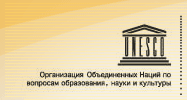 UNESCO
Организация Объединенных Наций по
вопросам образования, науки и культуры